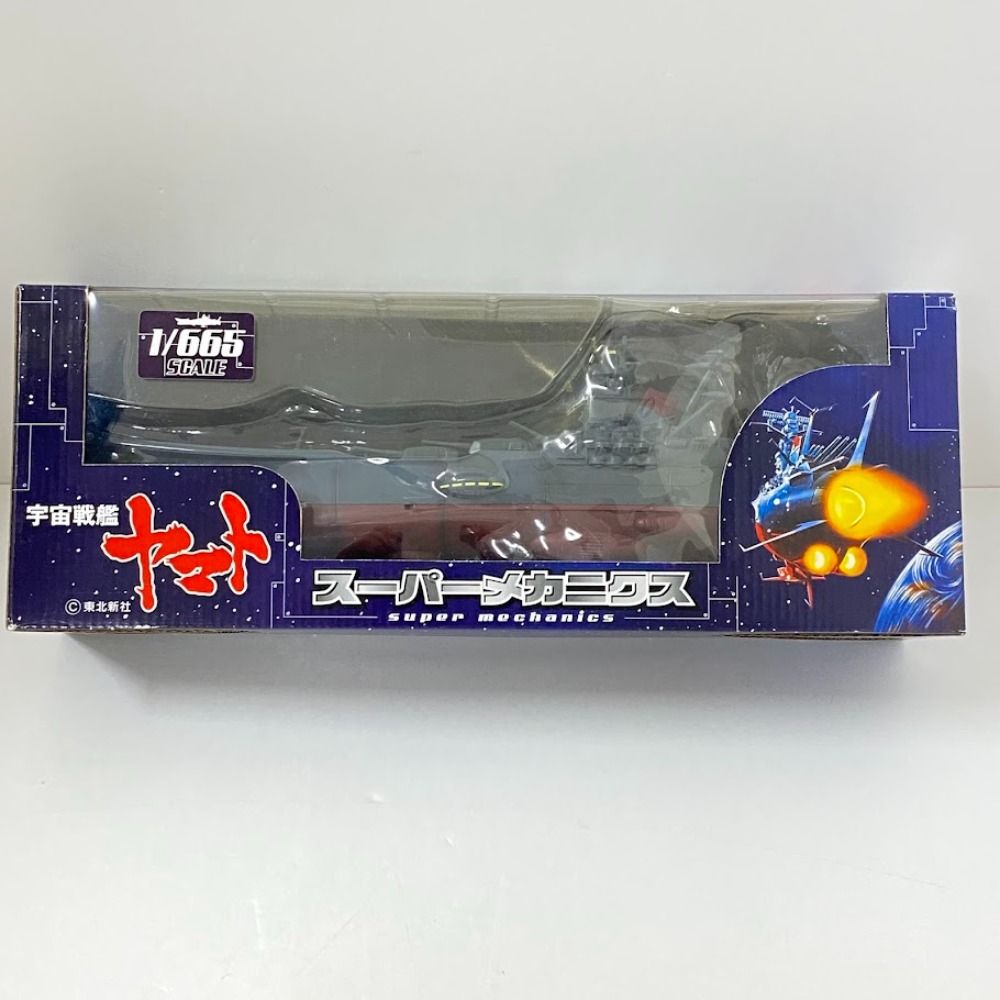 1/665
SCALE
宇宙戦艦
ヤマト
©東北新社
スーパーメカニクス
super mechanics